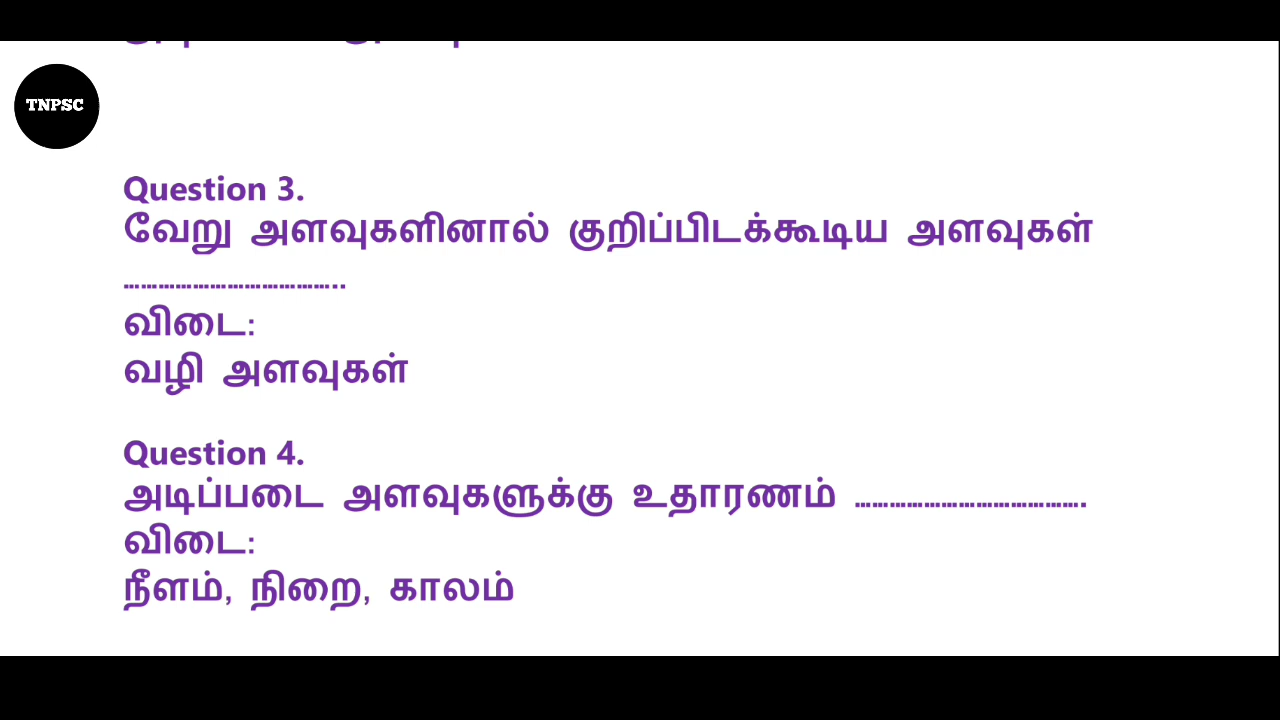 TNPSC
Question 3.
வேறு அளவுகளினால் குறிப்பிடக்கூடிய அளவுகள்
………………………………..
விடை:
வழி அளவுகள்
Question 4.
அடிப்படை அளவுகளுக்கு உதாரணம் ………………………………….
விடை:
நீளம், நிறை, காலம்